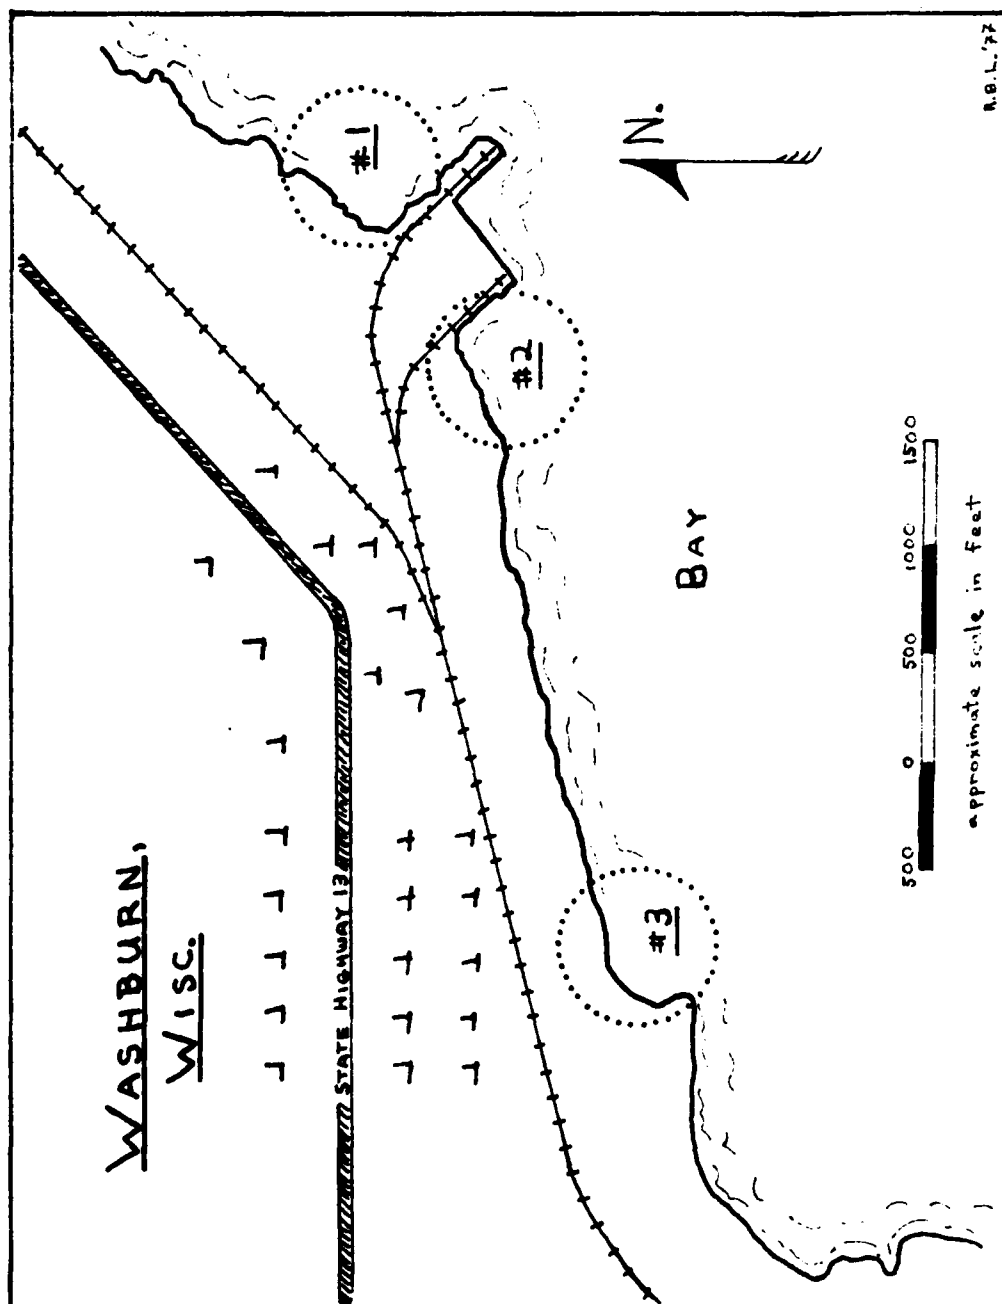 WASHBURN,
WISC.
STATE HIGHWAY 13
#1
#2
#3
BAY
N.
500 0 500 1000 1500
approximate scale in feet
R.B.L. '77